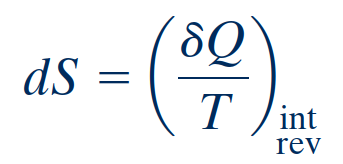 dS = (δQ/T)int rev